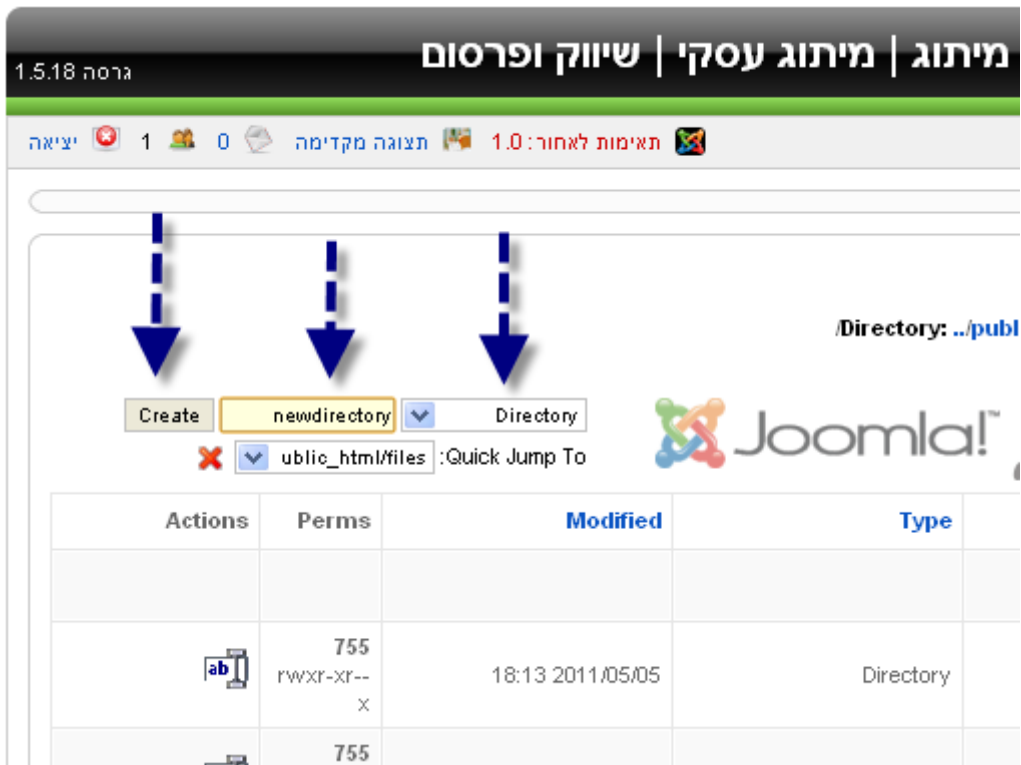 מיתוג | מיתוג עסקי | שיווק ופרסום
גרסה 1.5.18
תאימות לאחור: 1.0 תצוגה מקדימה 0 1 יציאה
/Directory: ../publ
Directory newdirectory Create
Joomla!™
Quick Jump To: ublic_html/files
Type Modified Perms Actions
755
Directory 18:13 2011/05/05 rwxr-xr--
x
ab
755